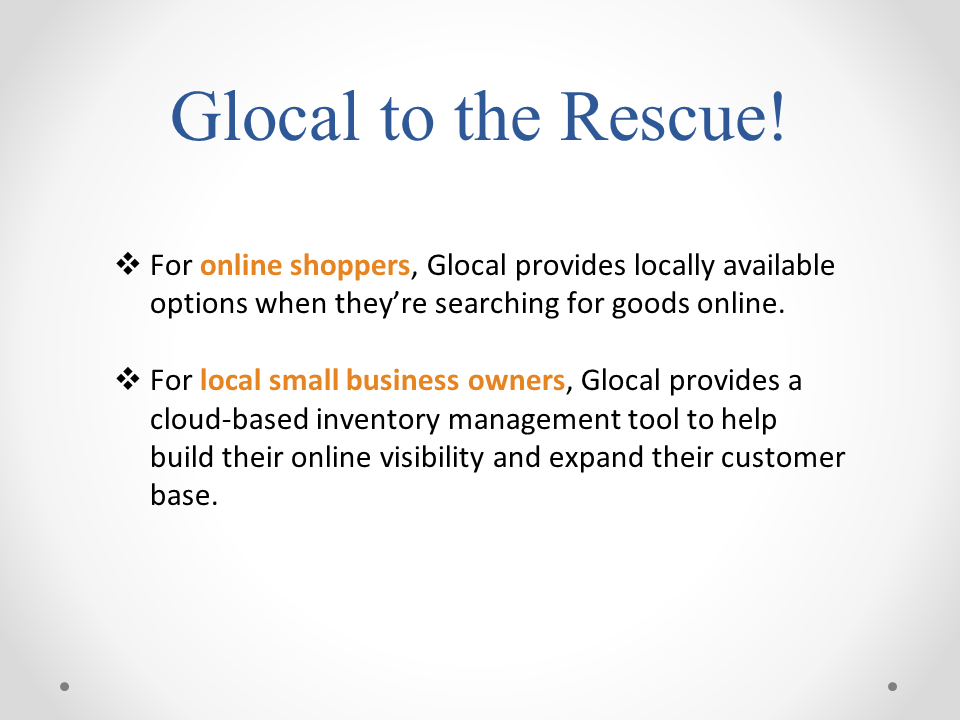 Glocal to the Rescue!
❖ For online shoppers, Glocal provides locally available
options when they’re searching for goods online.
❖ For local small business owners, Glocal provides a
cloud-based inventory management tool to help
build their online visibility and expand their customer
base.